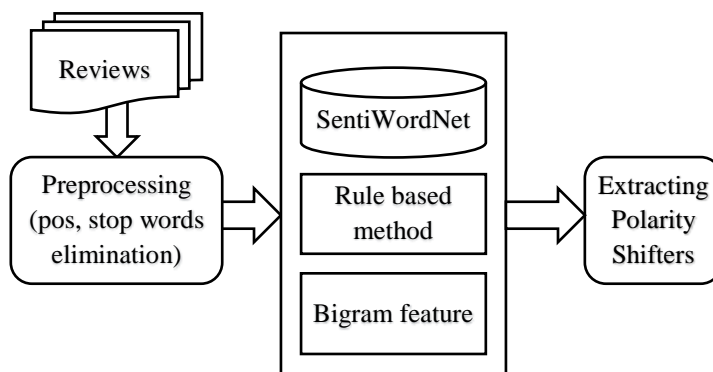 Reviews
Preprocessing
(pos, stop words
elimination)
SentiWordNet
Rule based
method
Bigram feature
Extracting
Polarity
Shifters